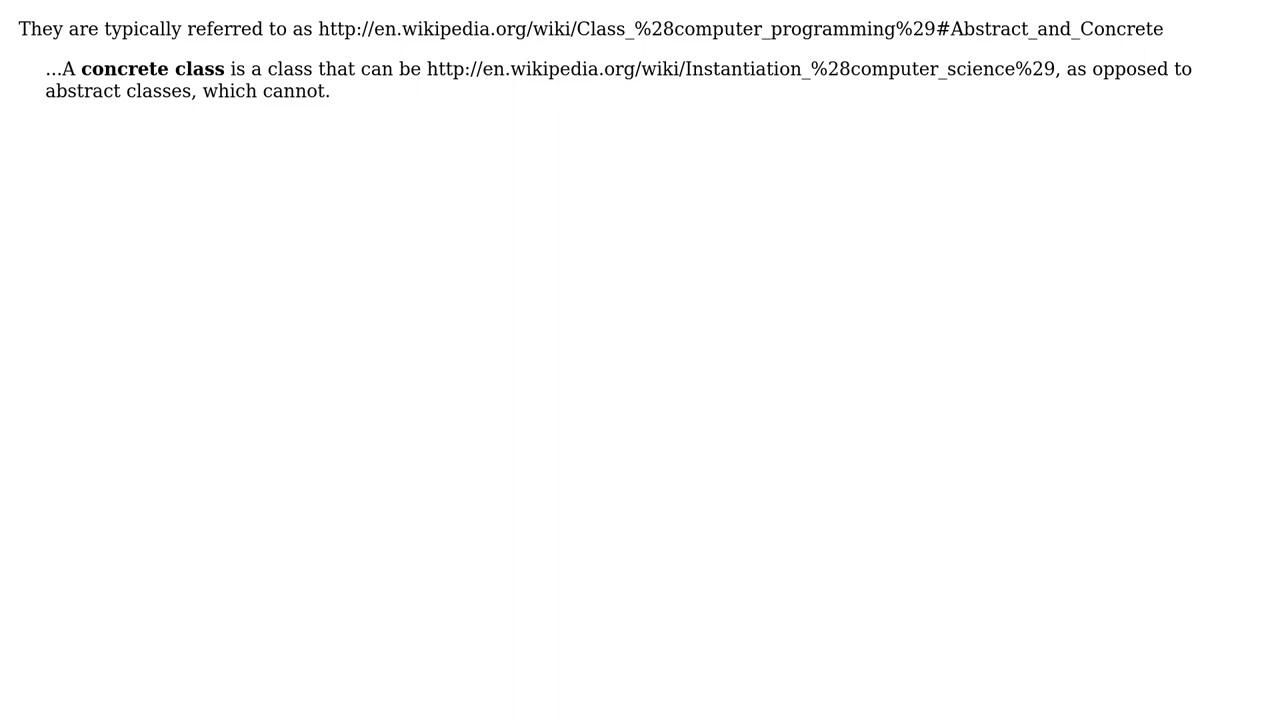 They are typically referred to as http://en.wikipedia.org/wiki/Class_%28computer_programming%29#Abstract_and_Concrete
...A concrete class is a class that can be http://en.wikipedia.org/wiki/Instantiation_%28computer_science%29, as opposed to
abstract classes, which cannot.